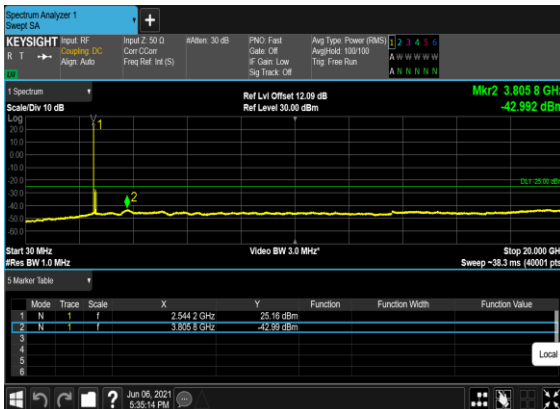 Spectrum Analyzer 1
Swept SA
+
KEYSIGHT Input: RF Input Z: 50 Ω #Atten: 30 dB PNO: Fast Avg Type: Power (RMS) 1 2 3 4 5 6
R T Coupling: DC Corr CCorr Gate: Off Avg|Hold: 100/100 A W W W W W
Align: Auto Freq Ref: Int (S) IF Gain: Low Trig: Free Run
Sig Track: Off A N N N N N
1 Spectrum
Scale/Div 10 dB
Ref Lvl Offset 12.09 dB
Ref Level 30.00 dBm
Mkr2 3.805 8 GHz
-42.992 dBm
Log
20.0
10.0
0.00
-10.0
-20.0
-30.0
-40.0
-50.0
-60.0
1
2
Start 30 MHz
#Res BW 1.0 MHz
Video BW 3.0 MHz*
Stop 20.000 GH
Sweep ~38.3 ms (40001 pts
5 Marker Table
Mode Trace Scale X Y Function Function Width Function Value
1 N 1 f 2.544 2 GHz 25.16 dBm
2 N 1 f 3.805 8 GHz -42.99 dBm
3
4
5
6
Local
?
Jun 06, 2021
5:35:14 PM